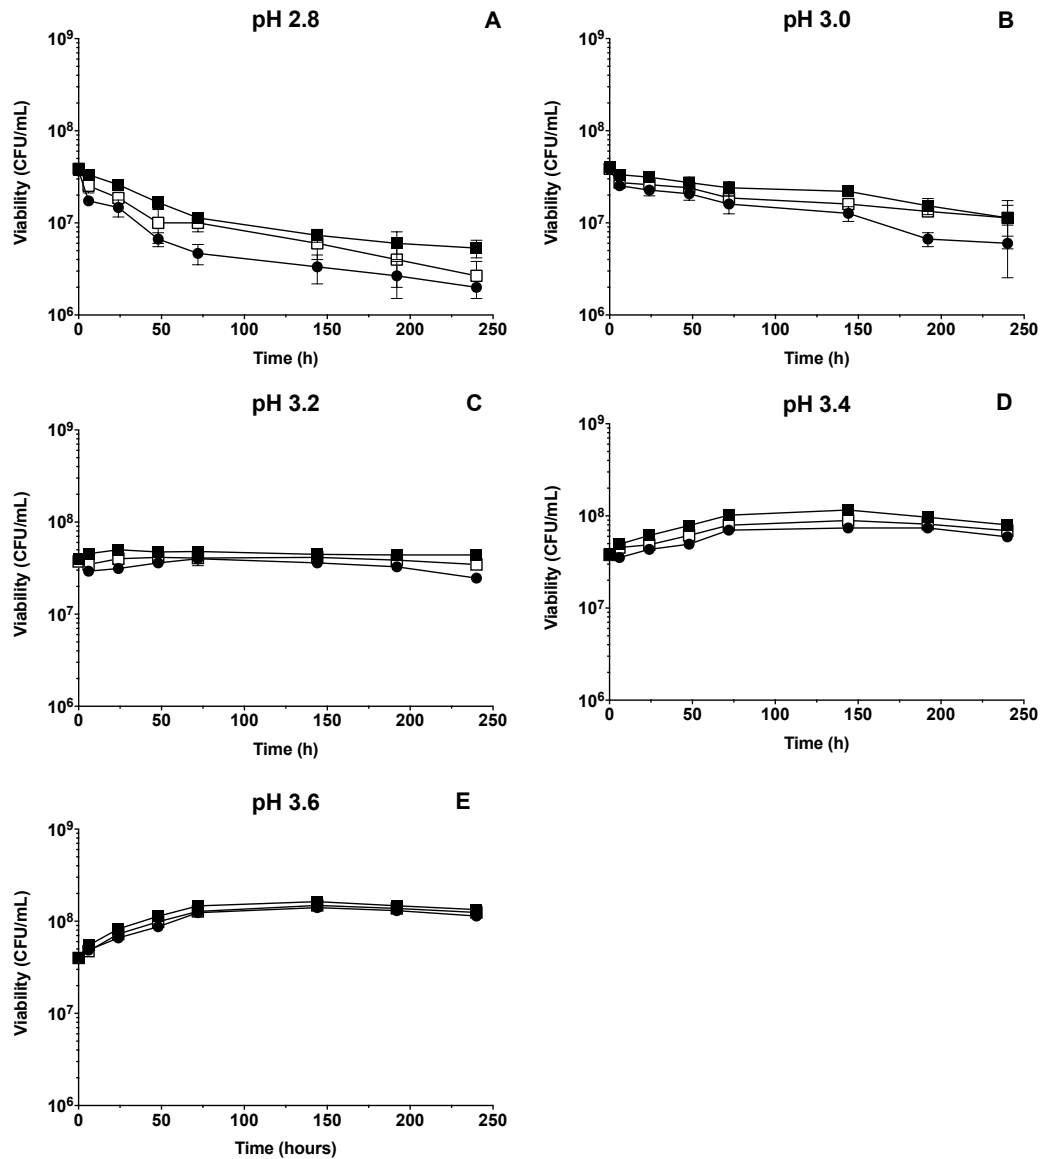 pH 2.8 A
10⁹
10⁸
10⁷
10⁶
Viability (CFU/mL)
0 50 100 150 200 250
Time (h)
pH 3.0 B
10⁹
10⁸
10⁷
10⁶
Viability (CFU/mL)
0 50 100 150 200 250
Time (h)
pH 3.2 C
10⁹
10⁸
10⁷
10⁶
Viability (CFU/mL)
0 50 100 150 200 250
Time (h)
pH 3.4 D
10⁹
10⁸
10⁷
10⁶
Viability (CFU/mL)
0 50 100 150 200 250
Time (h)
pH 3.6 E
10⁹
10⁸
10⁷
10⁶
Viability (CFU/mL)
0 50 100 150 200 250
Time (hours)